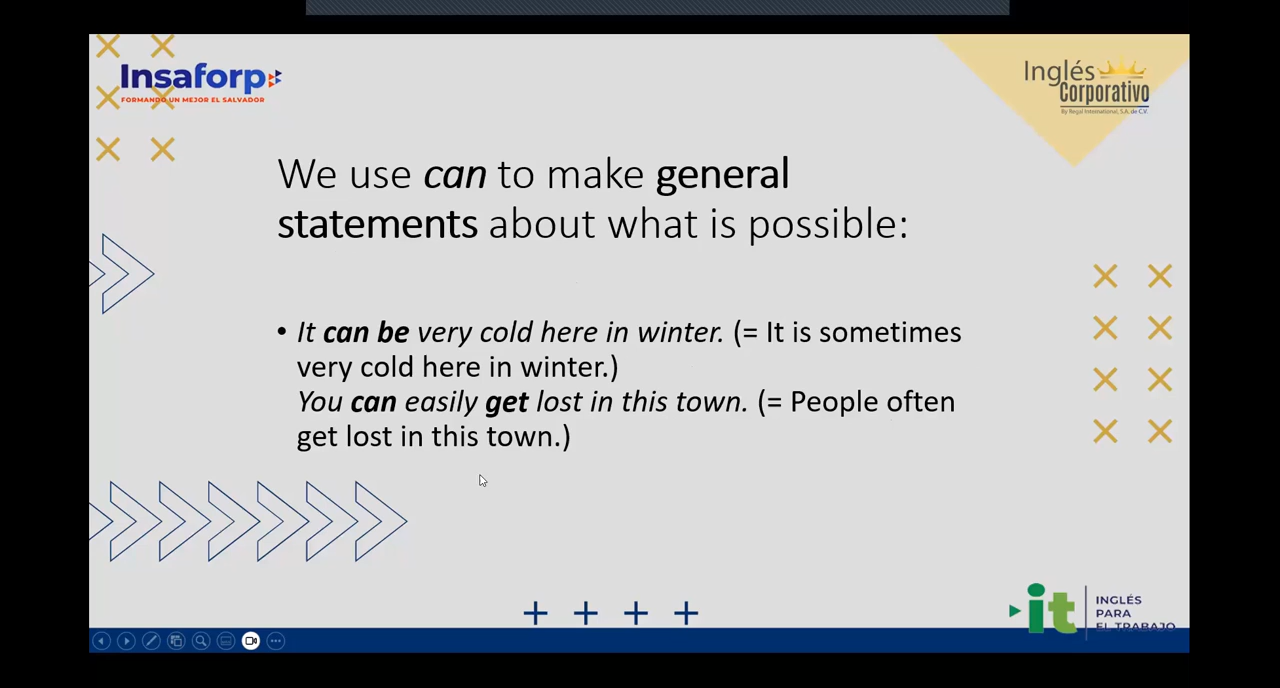 Insaforp
FORMANDO UN MEJOR EL SALVADOR
Inglés
Corporativo
By Regal International, S.A. de C.V.
We use can to make general
statements about what is possible:
• It can be very cold here in winter. (= It is sometimes
very cold here in winter.)
You can easily get lost in this town. (= People often
get lost in this town.)
it
INGLÉS
PARA
EL TRABAJO